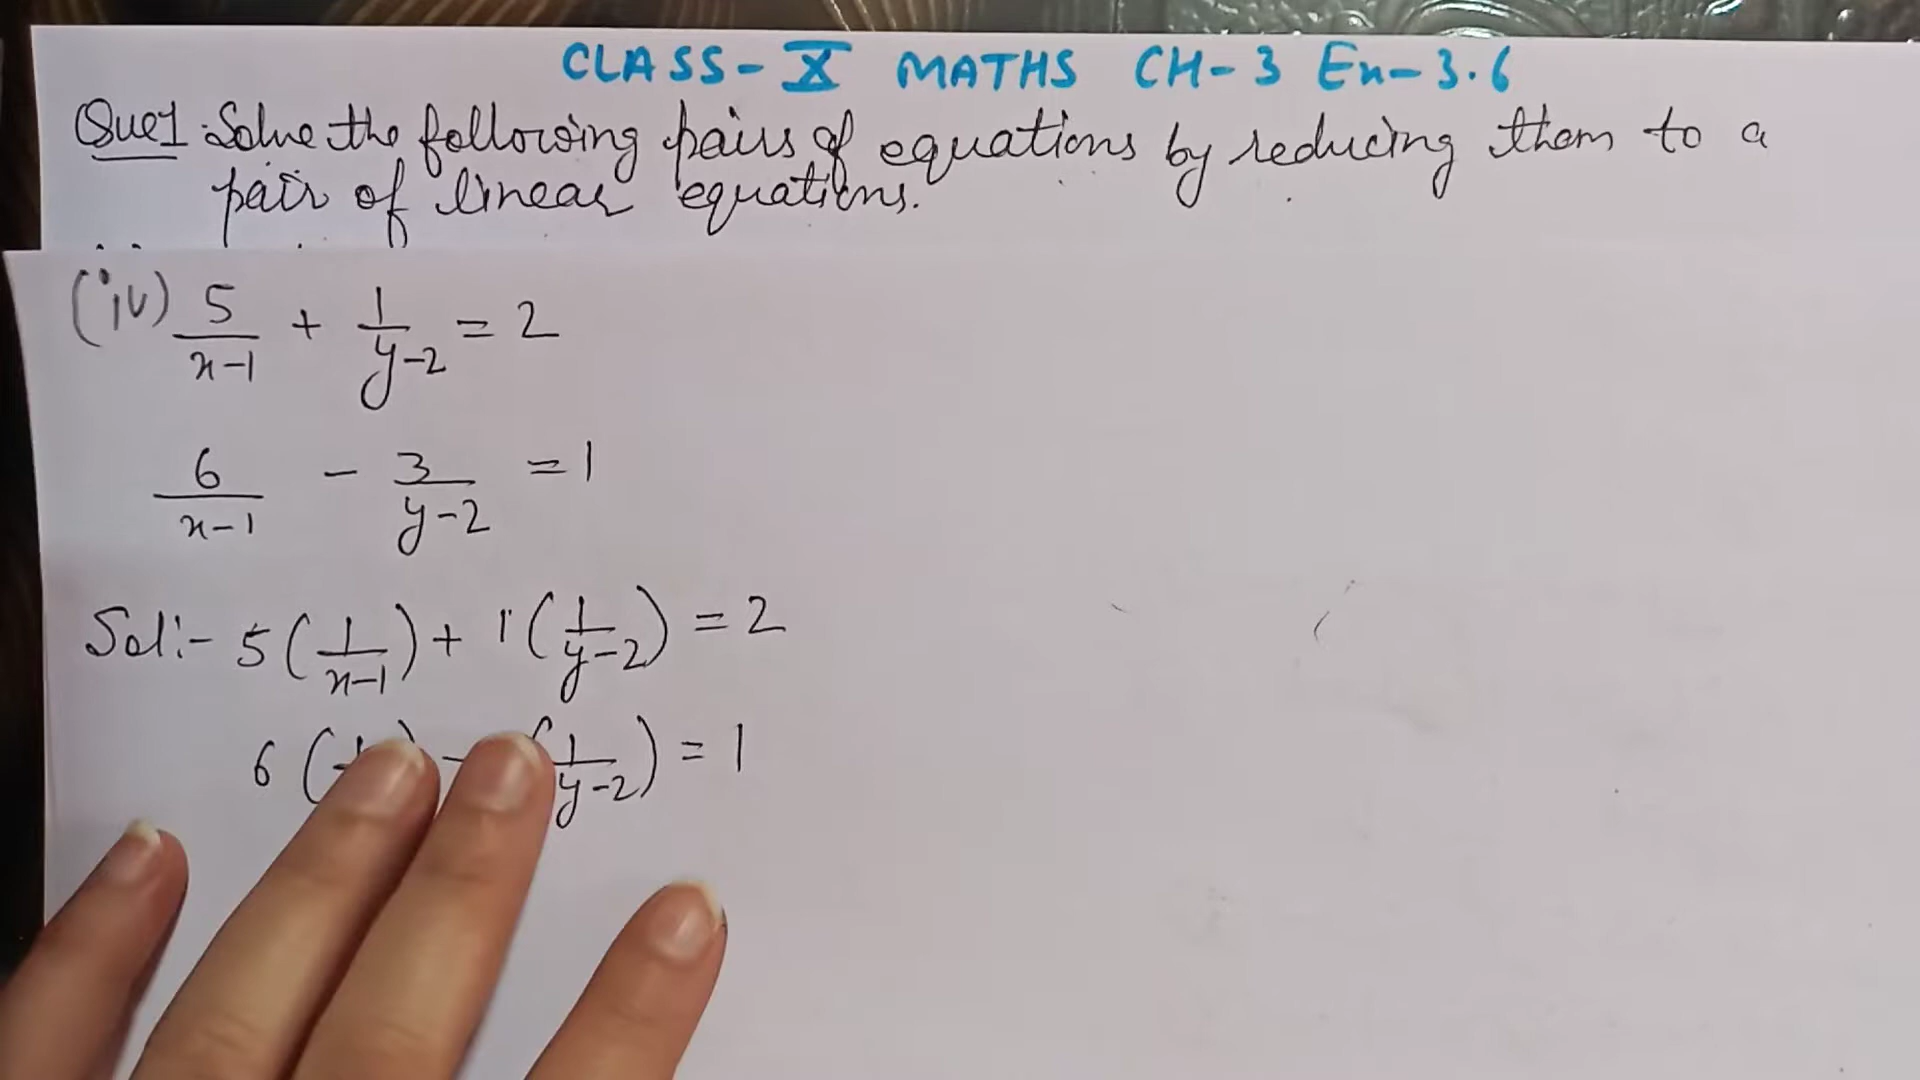 CLASS-X MATHS CH-3 Ex-3.6
Que1. Solve the following pairs of equations by reducing them to a
pair of linear equations.
(iv) 5/x-1 + 1/y-2 = 2
6/x-1 - 3/y-2 = 1
Sol:- 5(1/x-1) + 1(1/y-2) = 2
6( ) - (1/y-2) = 1